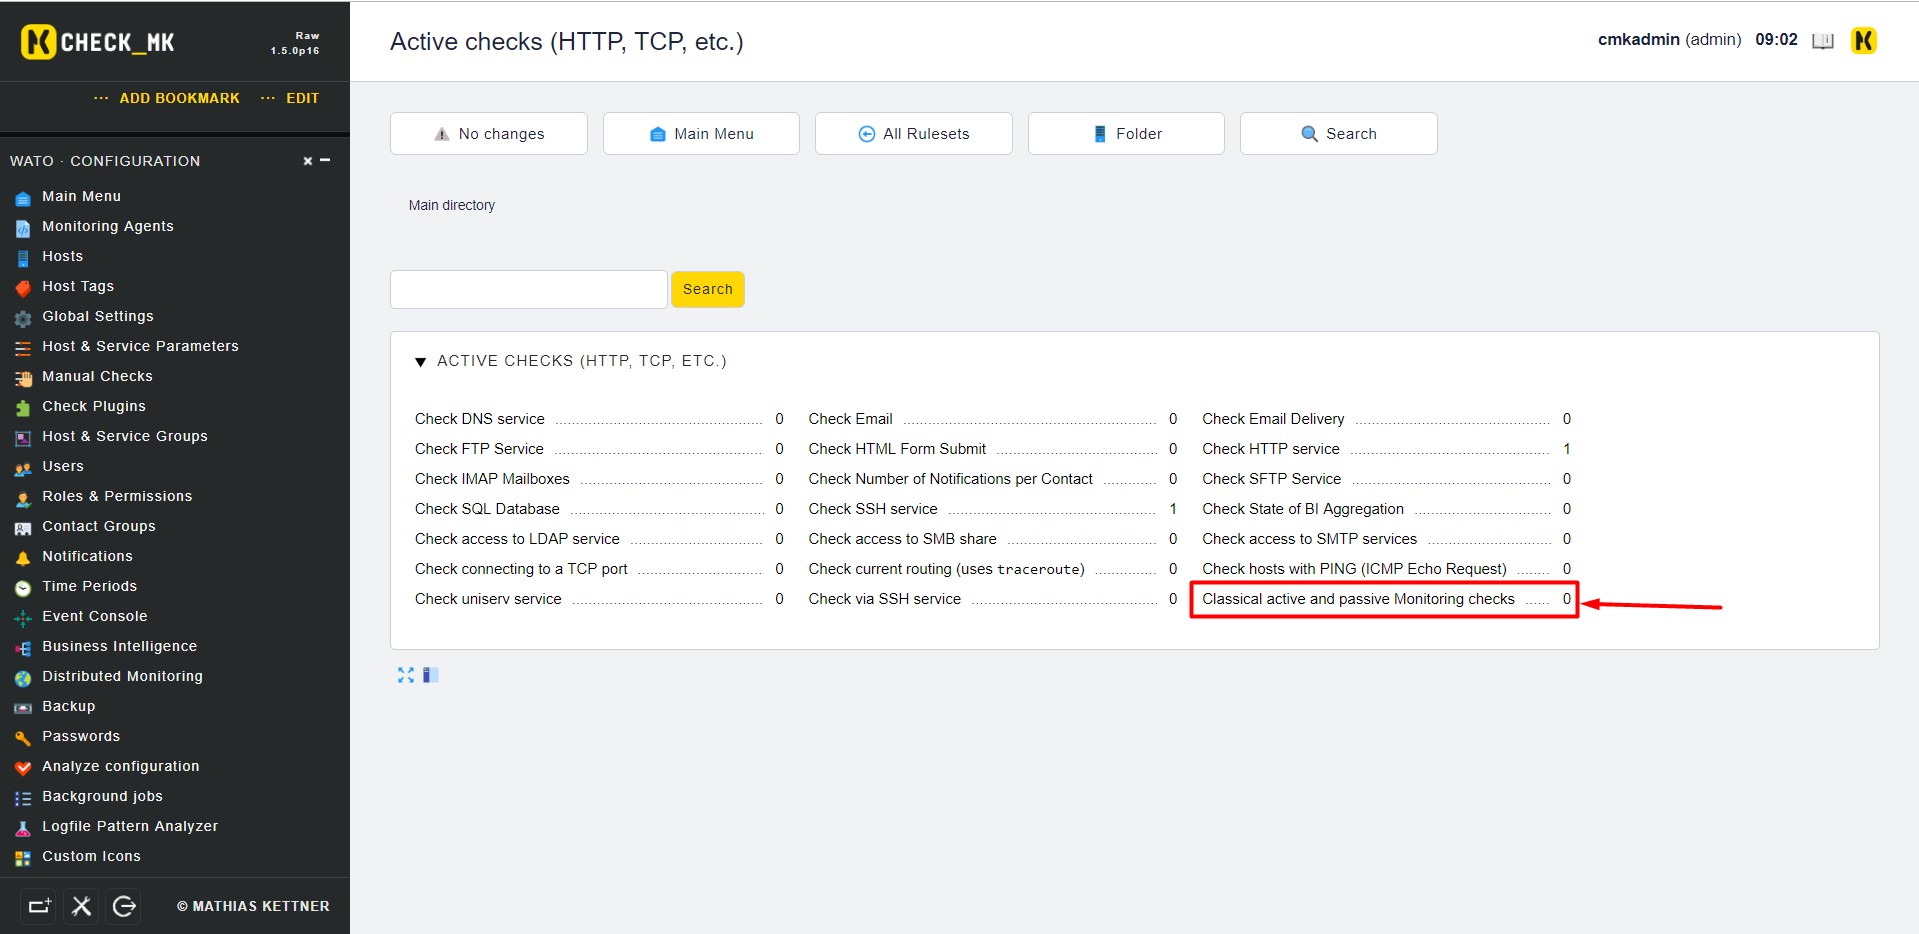 CHECK_MK
Raw
1.5.0p16
··· ADD BOOKMARK ··· EDIT
WATO · CONFIGURATION
Main Menu
Monitoring Agents
Hosts
Host Tags
Global Settings
Host & Service Parameters
Manual Checks
Check Plugins
Host & Service Groups
Users
Roles & Permissions
Contact Groups
Notifications
Time Periods
Event Console
Business Intelligence
Distributed Monitoring
Backup
Passwords
Analyze configuration
Background jobs
Logfile Pattern Analyzer
Custom Icons
© MATHIAS KETTNER
Active checks (HTTP, TCP, etc.)
cmkadmin (admin) 09:02
No changes
Main Menu
All Rulesets
Folder
Search
Main directory
Search
ACTIVE CHECKS (HTTP, TCP, ETC.)
Check DNS service 0 Check Email 0 Check Email Delivery 0
Check FTP Service 0 Check HTML Form Submit 0 Check HTTP service 1
Check IMAP Mailboxes 0 Check Number of Notifications per Contact 0 Check SFTP Service 0
Check SQL Database 0 Check SSH service 1 Check State of BI Aggregation 0
Check access to LDAP service 0 Check access to SMB share 0 Check access to SMTP services 0
Check connecting to a TCP port 0 Check current routing (uses traceroute) 0 Check hosts with PING (ICMP Echo Request) 0
Check uniserv service 0 Check via SSH service 0 Classical active and passive Monitoring checks 0